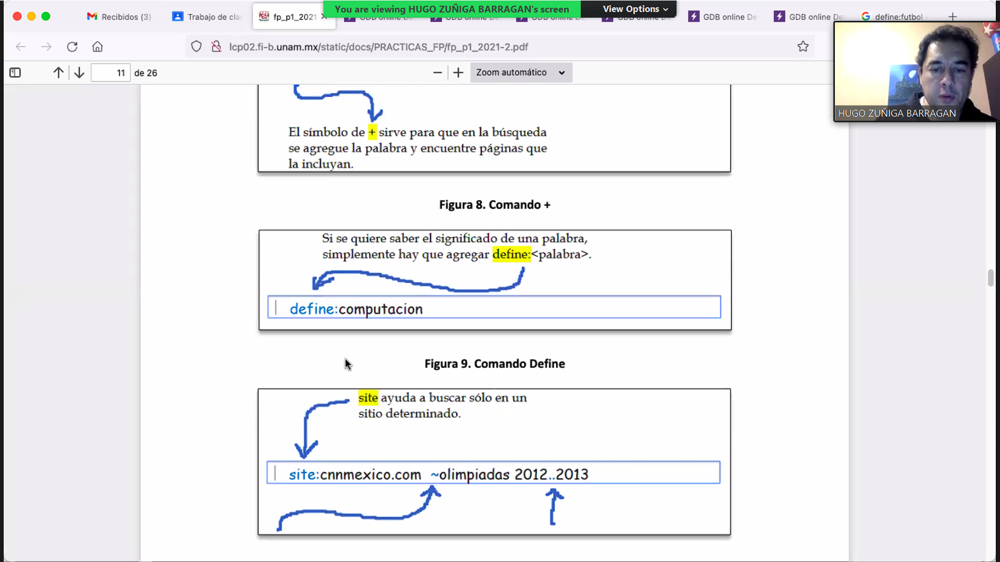 You are viewing HUGO ZUÑIGA BARRAGAN's screen
View Options
Recibidos (3)
Trabajo de cla
fp_p1_2021
GDB online De
GDB online De
GDB online De
GDB online De
GDB online De
GDB online De
define:futbol -
lcp02.fi-b.unam.mx/static/docs/PRACTICAS_FP/fp_p1_2021-2.pdf
11 de 26
Zoom automático
HUGO ZUÑIGA BARRAGAN
El símbolo de + sirve para que en la búsqueda
se agregue la palabra y encuentre páginas que
la incluyan.
Figura 8. Comando +
Si se quiere saber el significado de una palabra,
simplemente hay que agregar define:<palabra>.
define:computacion
Figura 9. Comando Define
site ayuda a buscar sólo en un
sitio determinado.
site:cnnmexico.com ~olimpiadas 2012..2013